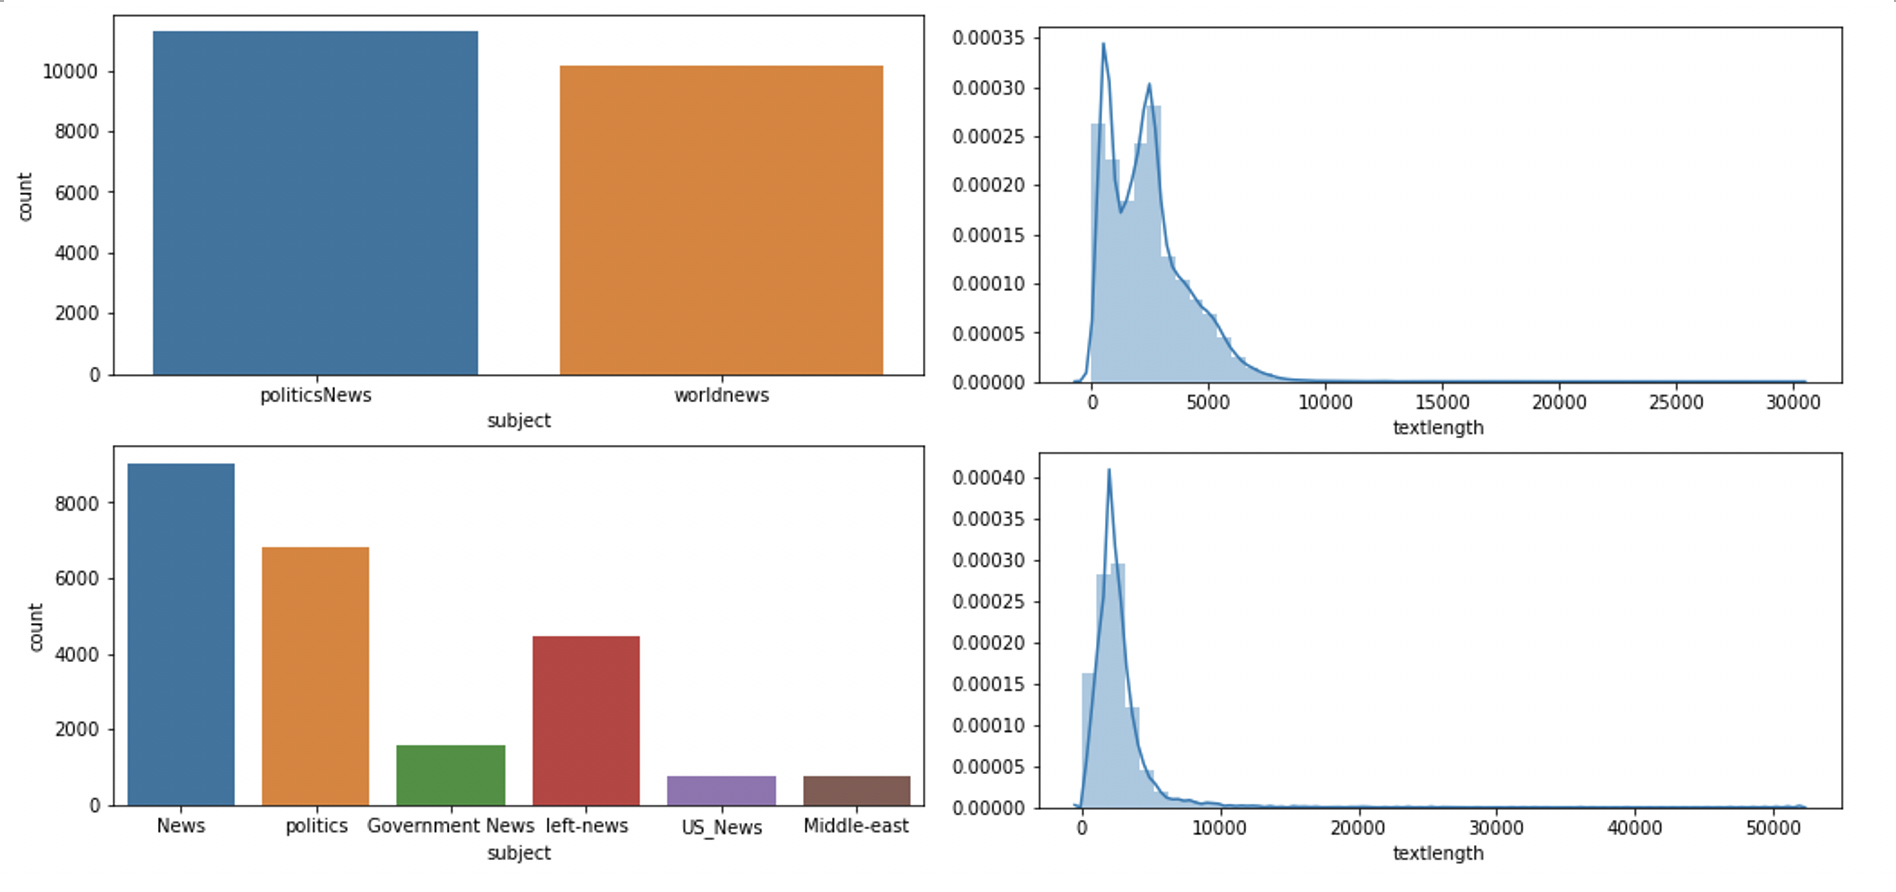 10000
8000
6000
4000
2000
0
count
politicsNews worldnews
subject
0.00035
0.00030
0.00025
0.00020
0.00015
0.00010
0.00005
0.00000
0 5000 10000 15000 20000 25000 30000
textlength
8000
6000
4000
2000
0
count
News politics Government News left-news US_News Middle-east
subject
0.00040
0.00035
0.00030
0.00025
0.00020
0.00015
0.00010
0.00005
0.00000
0 10000 20000 30000 40000 50000
textlength